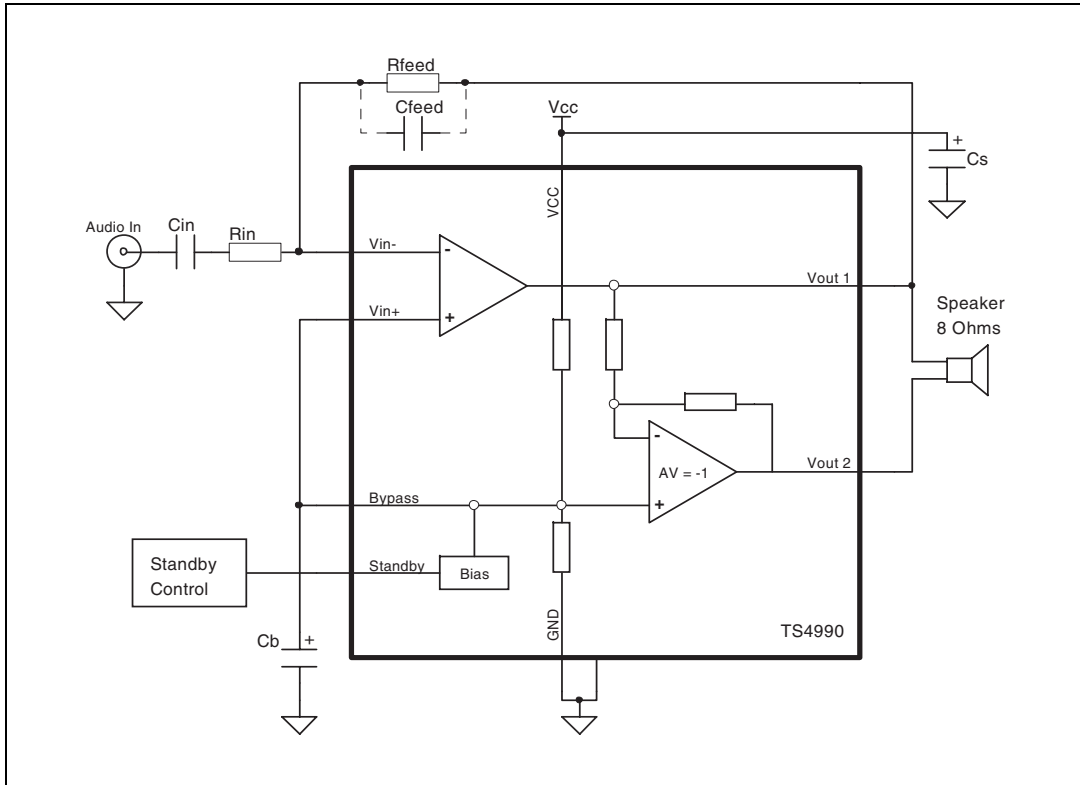 Rfeed
Cfeed
Vcc
+
Cs
VCC
Audio In
Cin
Rin
Vin-
-
Vout 1
Vin+
+
Speaker
8 Ohms
-
AV = -1
Vout 2
+
Bypass
Standby
Control
Standby
Bias
GND
TS4990
Cb
+